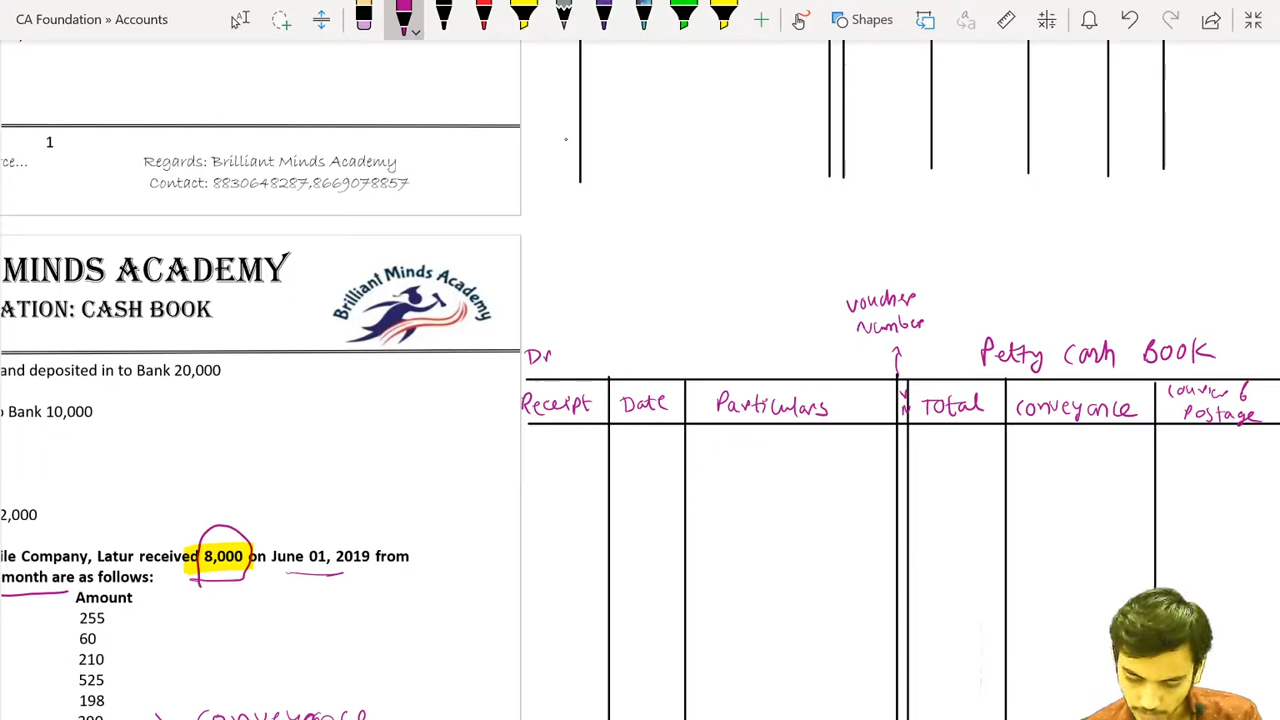 CA Foundation » Accounts
Shapes
1
rce...
Regards: Brilliant Minds Academy
Contact: 8830648287,8669078857
MINDS ACADEMY
ATION: CASH BOOK
Brilliant Minds Academy
and deposited in to Bank 20,000
o Bank 10,000
2,000
ile Company, Latur received 8,000 on June 01, 2019 from
month are as follows:
Amount
255
60
210
525
198
conveyance
Voucher
Number
Dr
Petty Cash Book
Receipt Date Particulars V N Total conveyance Courier &
Postage